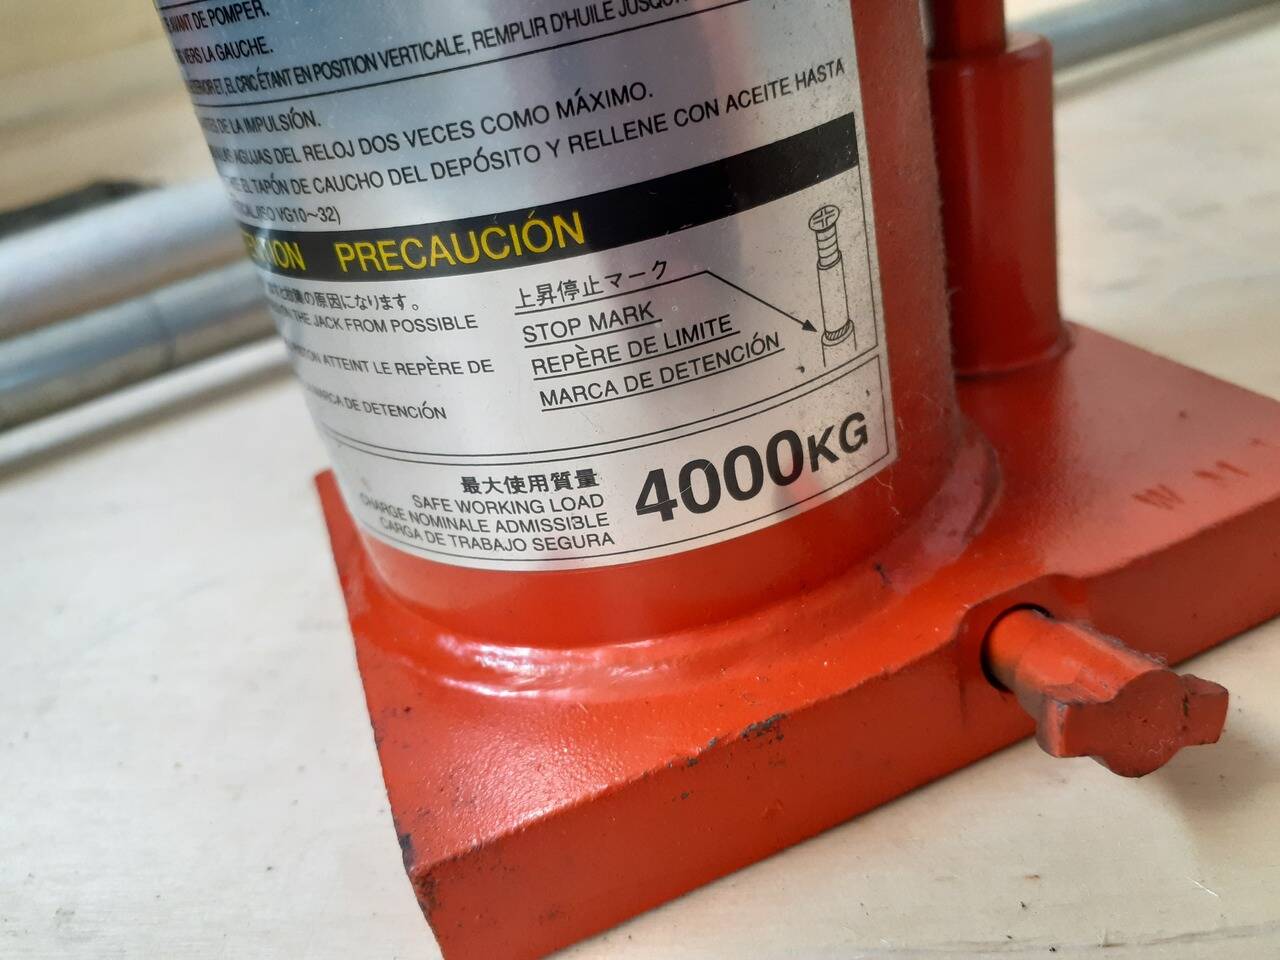 AVANT DE POMPER.
VERS LA GAUCHE.
ET, EL CRIC ÉTANT EN POSITION VERTICALE, REMPLIR D'HUILE JUSQU'
DE LA IMPULSIÓN.
AGUJAS DEL RELOJ DOS VECES COMO MÁXIMO.
EL TAPÓN DE CAUCHO DEL DEPÓSITO Y RELLENE CON ACEITE HASTA
VG10~32)
PRECAUCIÓN
の原因になります。
THE JACK FROM POSSIBLE
ATTEINT LE REPÈRE DE
MARCA DE DETENCIÓN
上昇停止マーク
STOP MARK
REPÈRE DE LIMITE
MARCA DE DETENCIÓN
最大使用質量
SAFE WORKING LOAD
CHARGE NOMINALE ADMISSIBLE
CARGA DE TRABAJO SEGURA
4000KG
W M